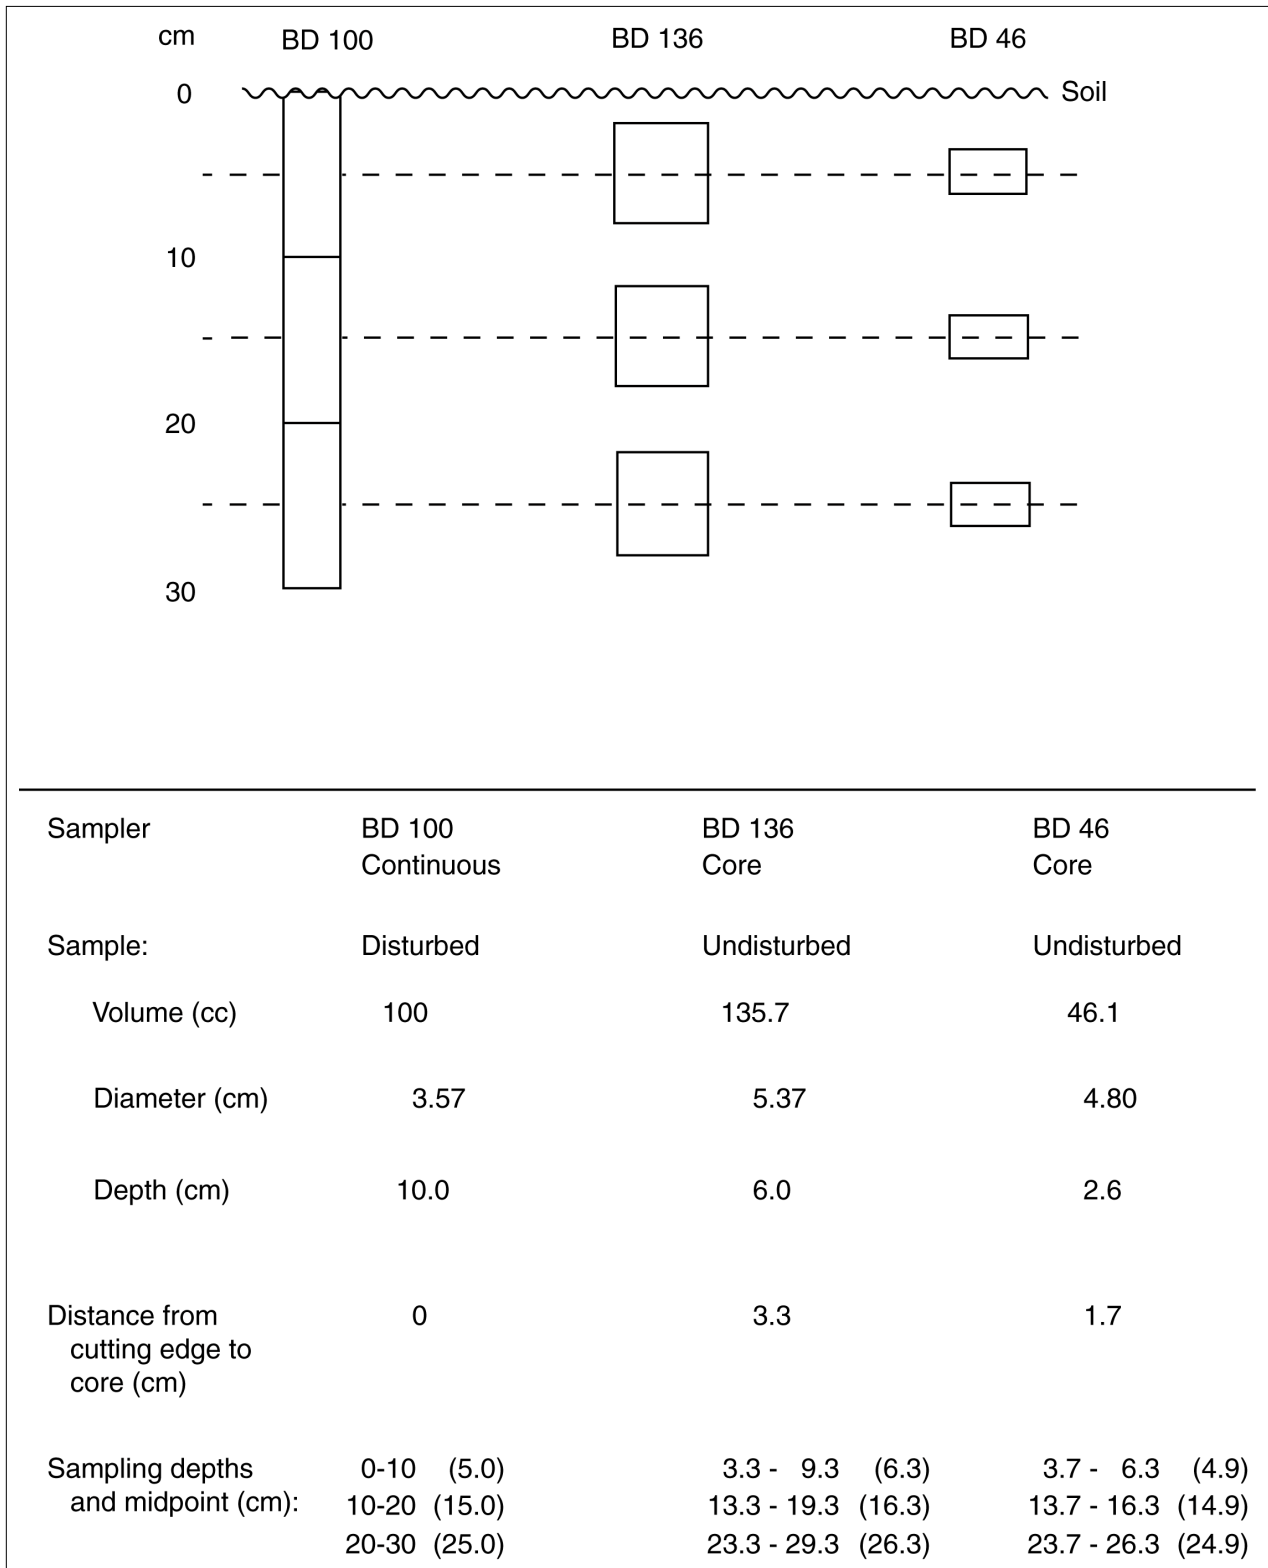 cm BD 100 BD 136 BD 46
0 Soil
10
20
30
Sampler BD 100 BD 136 BD 46
Continuous Core Core
Sample: Disturbed Undisturbed Undisturbed
Volume (cc) 100 135.7 46.1
Diameter (cm) 3.57 5.37 4.80
Depth (cm) 10.0 6.0 2.6
Distance from 0 3.3 1.7
cutting edge to
core (cm)
Sampling depths 0-10 (5.0) 3.3 - 9.3 (6.3) 3.7 - 6.3 (4.9)
and midpoint (cm): 10-20 (15.0) 13.3 - 19.3 (16.3) 13.7 - 16.3 (14.9)
20-30 (25.0) 23.3 - 29.3 (26.3) 23.7 - 26.3 (24.9)